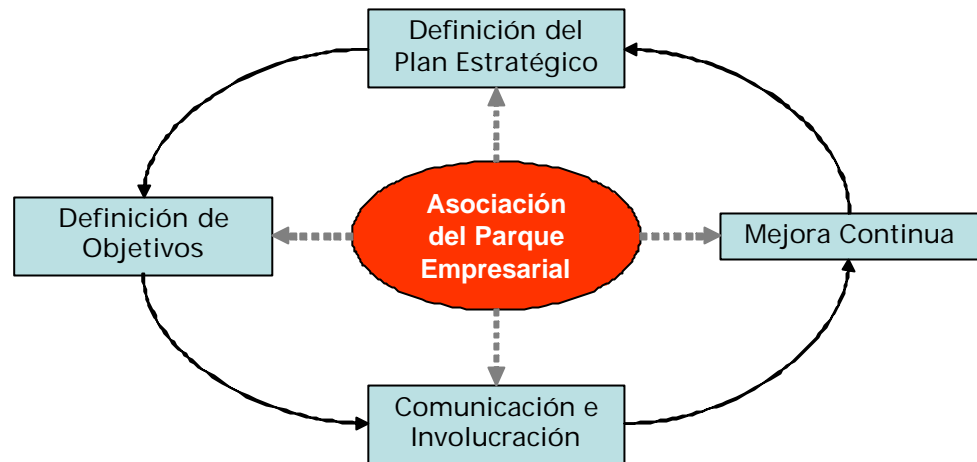 Definición del
Plan Estratégico
Definición de
Objetivos
Asociación
del Parque
Empresarial
Mejora Continua
Comunicación e
Involucración